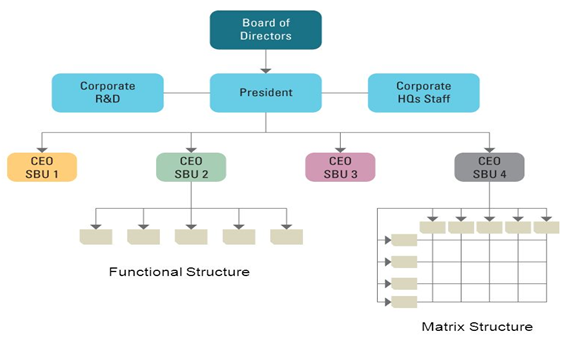 Board of
Directors
Corporate
R&D
President
Corporate
HQs Staff
CEO
SBU 1
CEO
SBU 2
CEO
SBU 3
CEO
SBU 4
Functional Structure
Matrix Structure